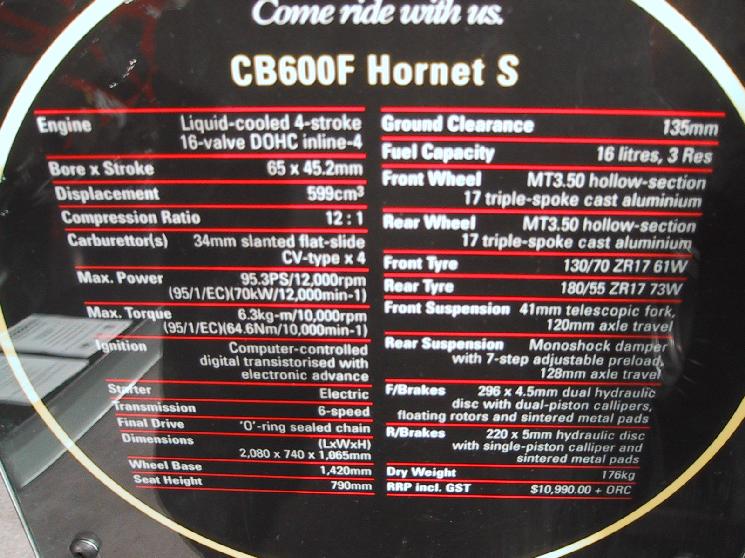 Come ride with us.
CB600F Hornet S
Engine Liquid-cooled 4-stroke
16-valve DOHC inline-4
Bore x Stroke 65 x 45.2mm
Displacement 599cm³
Compression Ratio 12 : 1
Carburettor(s) 34mm slanted flat-slide
CV-type x 4
Max. Power 95.3PS/12,000rpm
(95/1/EC)(70kW/12,000min-1)
Max. Torque 6.3kg-m/10,000rpm
(95/1/EC)(64.6Nm/10,000min-1)
Ignition Computer-controlled
digital transistorised with
electronic advance
Starter Electric
Transmission 6-speed
Final Drive 'O'-ring sealed chain
Dimensions (LxWxH)
2,080 x 740 x 1,065mm
Wheel Base 1,420mm
Seat Height 790mm
Ground Clearance 135mm
Fuel Capacity 16 litres, 3 Res
Front Wheel MT3.50 hollow-section
17 triple-spoke cast aluminium
Rear Wheel MT3.50 hollow-section
17 triple-spoke cast aluminium
Front Tyre 130/70 ZR17 61W
Rear Tyre 180/55 ZR17 73W
Front Suspension 41mm telescopic fork,
120mm axle travel
Rear Suspension Monoshock damper
with 7-step adjustable preload,
128mm axle travel
F/Brakes 296 x 4.5mm dual hydraulic
disc with dual-piston callipers,
floating rotors and sintered metal pads
R/Brakes 220 x 5mm hydraulic disc
with single-piston calliper and
sintered metal pads
Dry Weight 176kg
RRP incl. GST $10,990.00 + ORC